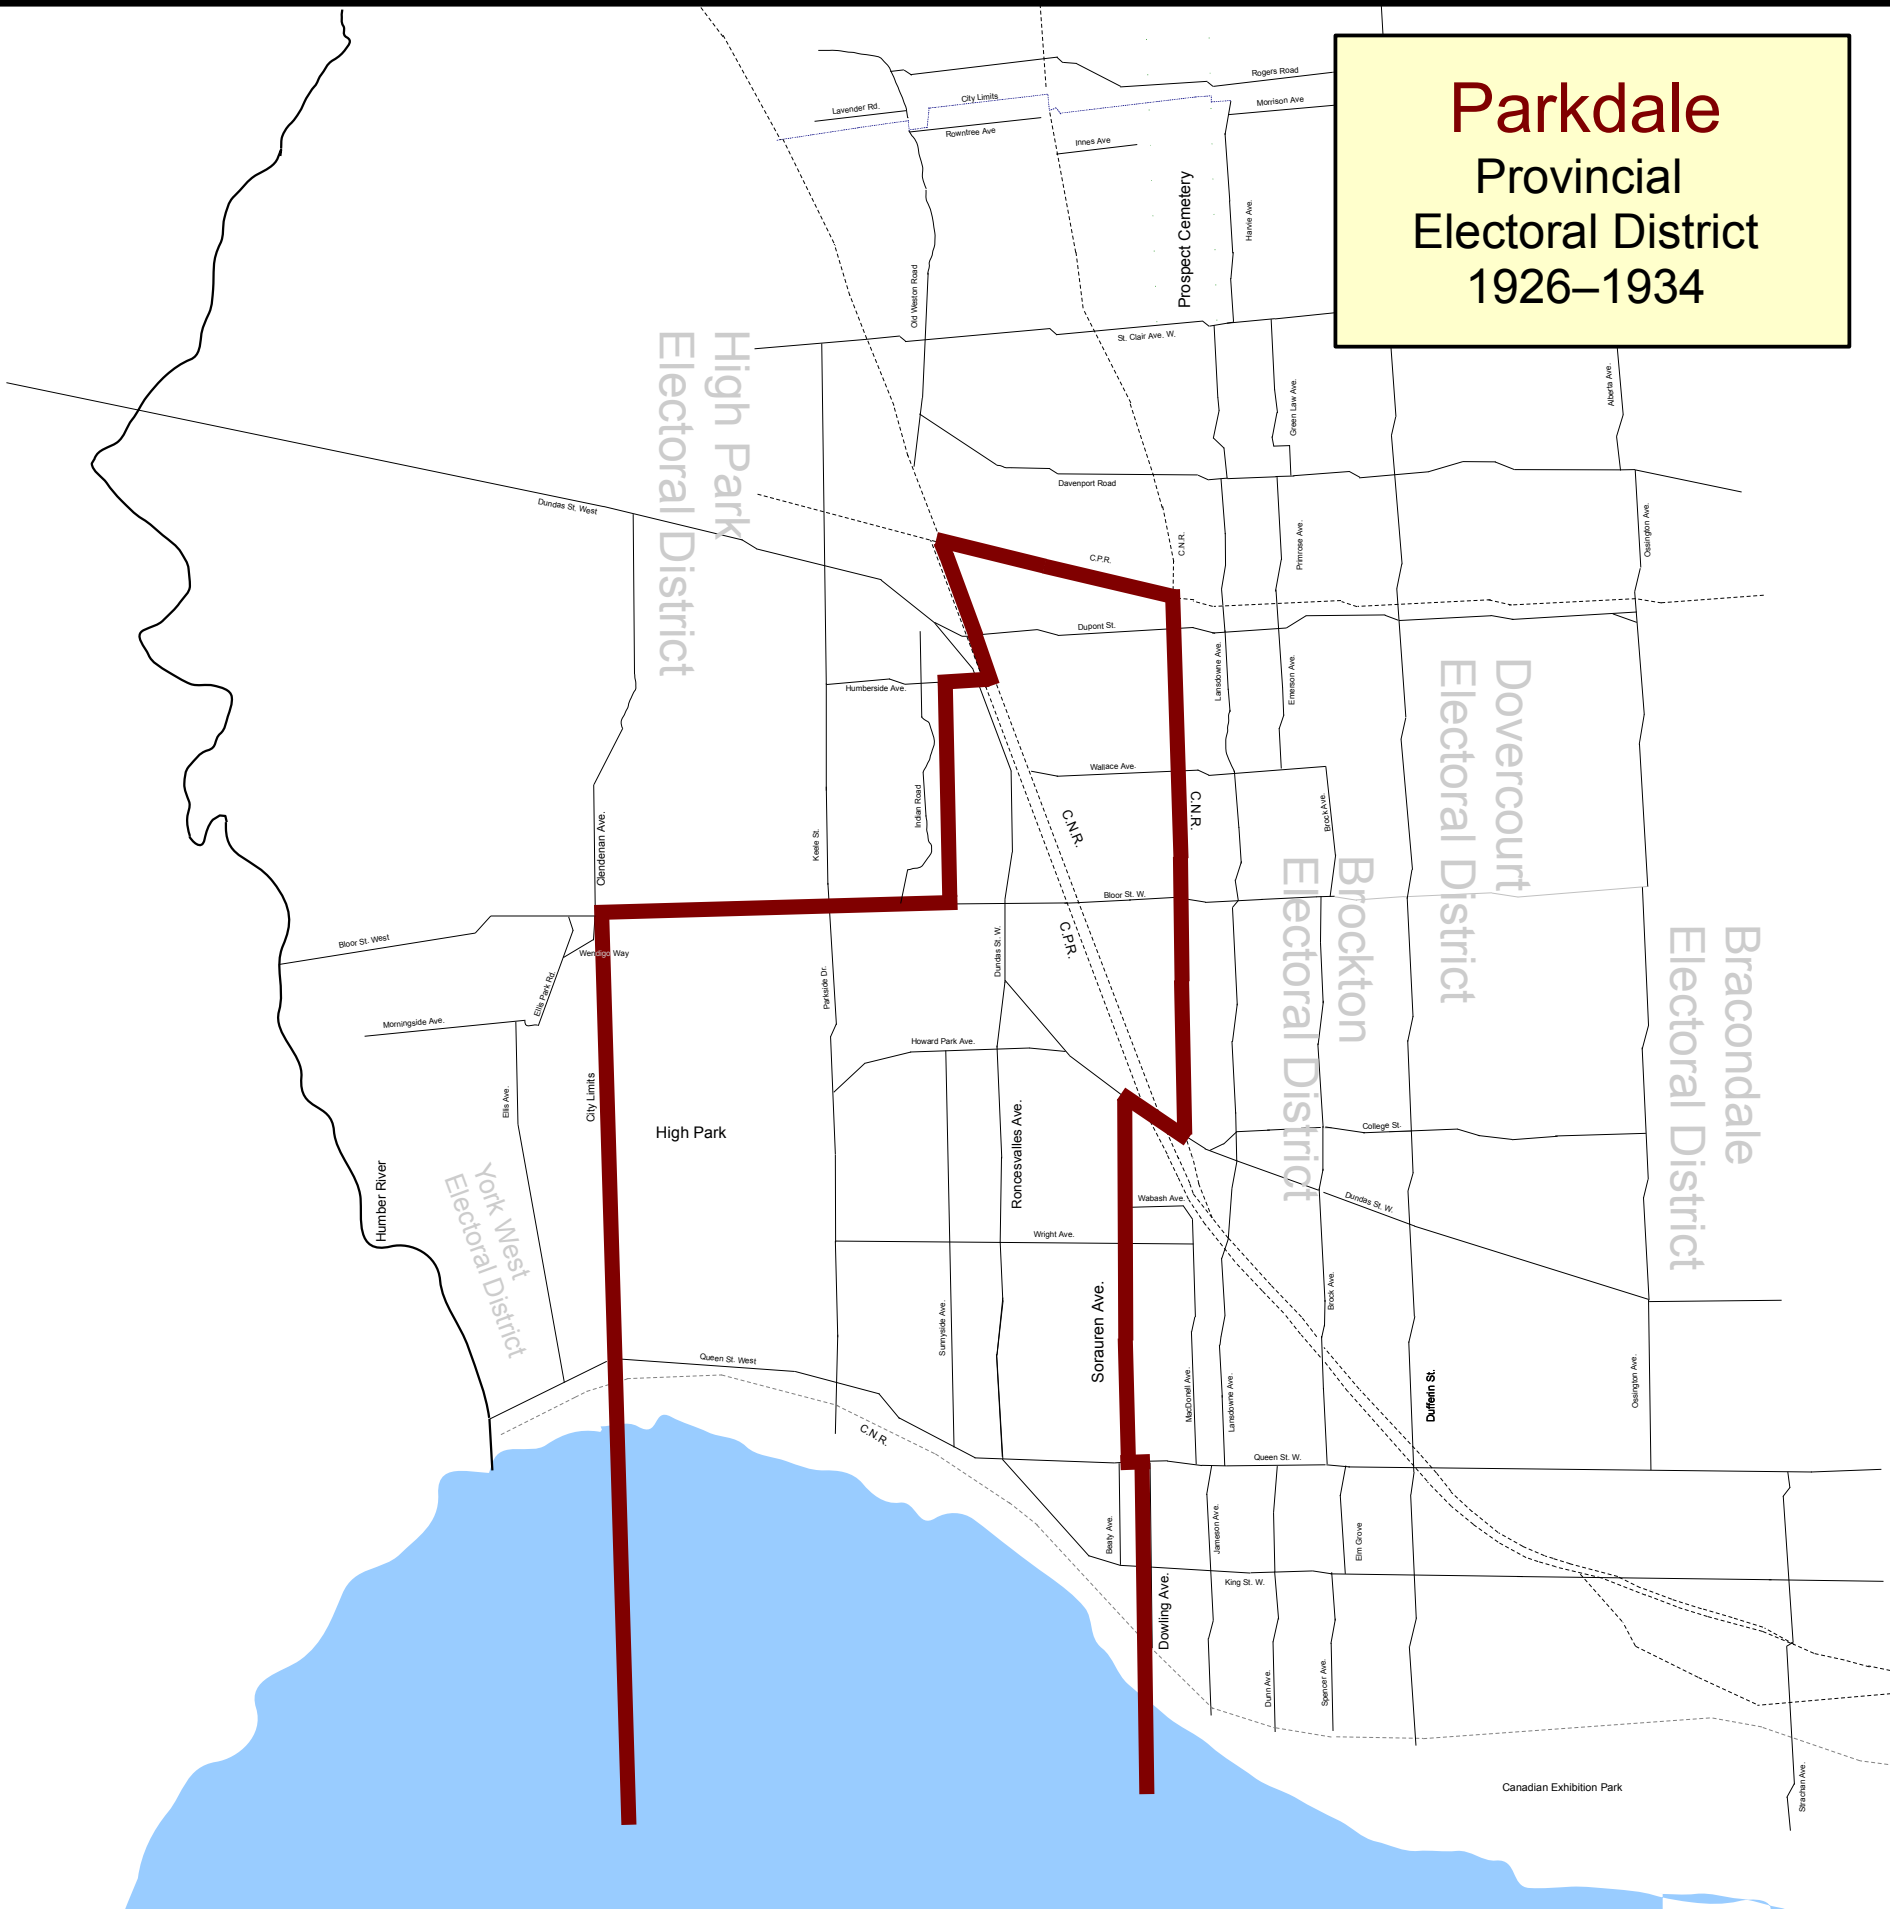 Parkdale
Provincial
Electoral District
1926–1934
Rogers Road
Lavender Rd.
City Limits
Morrison Ave
Rowntree Ave
Innes Ave
Prospect Cemetery
Harvie Ave.
Old Weston Road
St. Clair Ave. W.
High Park
Electoral District
Green Law Ave.
Alberta Ave.
Davenport Road
Dundas St. West
C.P.R.
C.N.R.
Primrose Ave.
Ossington Ave.
Dupont St.
Lansdowne Ave.
Emerson Ave.
Humberside Ave.
Dovercourt
Electoral District
Wallace Ave.
C.N.R.
C.N.R.
Brock Ave.
Indian Road
Keele St.
Clendenan Ave.
Bloor St. W.
Brockton
Electoral District
Bloor St. West
Wendigo Way
Ellis Park Rd.
Dundas St. W.
C.P.R.
Parkside Dr.
Bracondale
Electoral District
Morningside Ave.
Howard Park Ave.
Ellis Ave.
City Limits
High Park
Roncesvalles Ave.
College St.
Humber River
York West
Electoral District
Wabash Ave.
Dundas St. W.
Wright Ave.
Sunnyside Ave.
Sorauren Ave.
Brock Ave.
Queen St. West
MacDonell Ave.
Lansdowne Ave.
Dufferin St.
Ossington Ave.
C.N.R.
Queen St. W.
Beaty Ave.
Jameson Ave.
Elm Grove
King St. W.
Dowling Ave.
Dunn Ave.
Spencer Ave.
Canadian Exhibition Park
Strachan Ave.